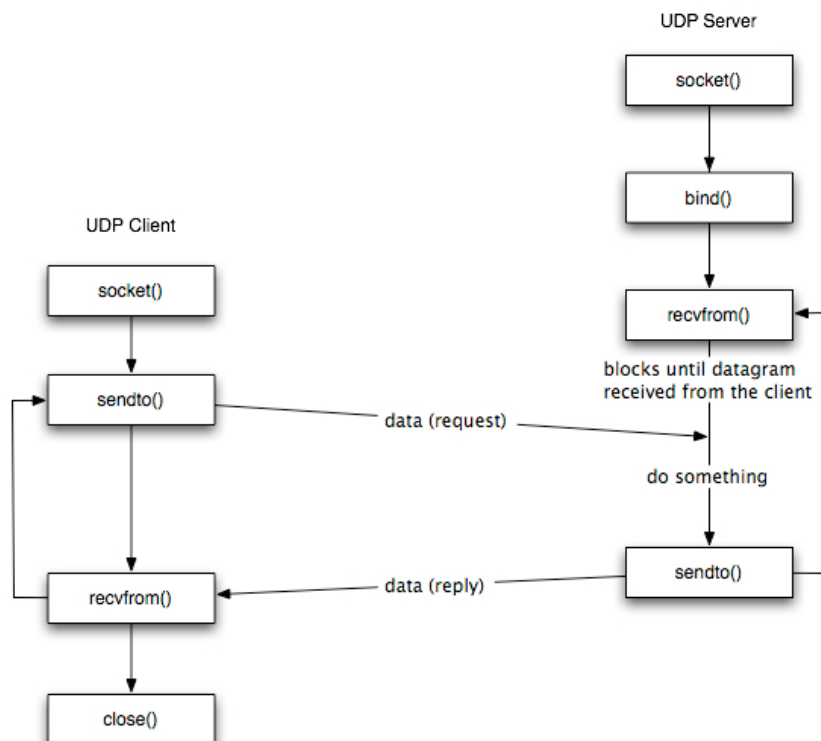 UDP Server
socket()
bind()
UDP Client
socket()
recvfrom()
blocks until datagram
received from the client
sendto()
data (request)
do something
sendto()
data (reply)
recvfrom()
close()